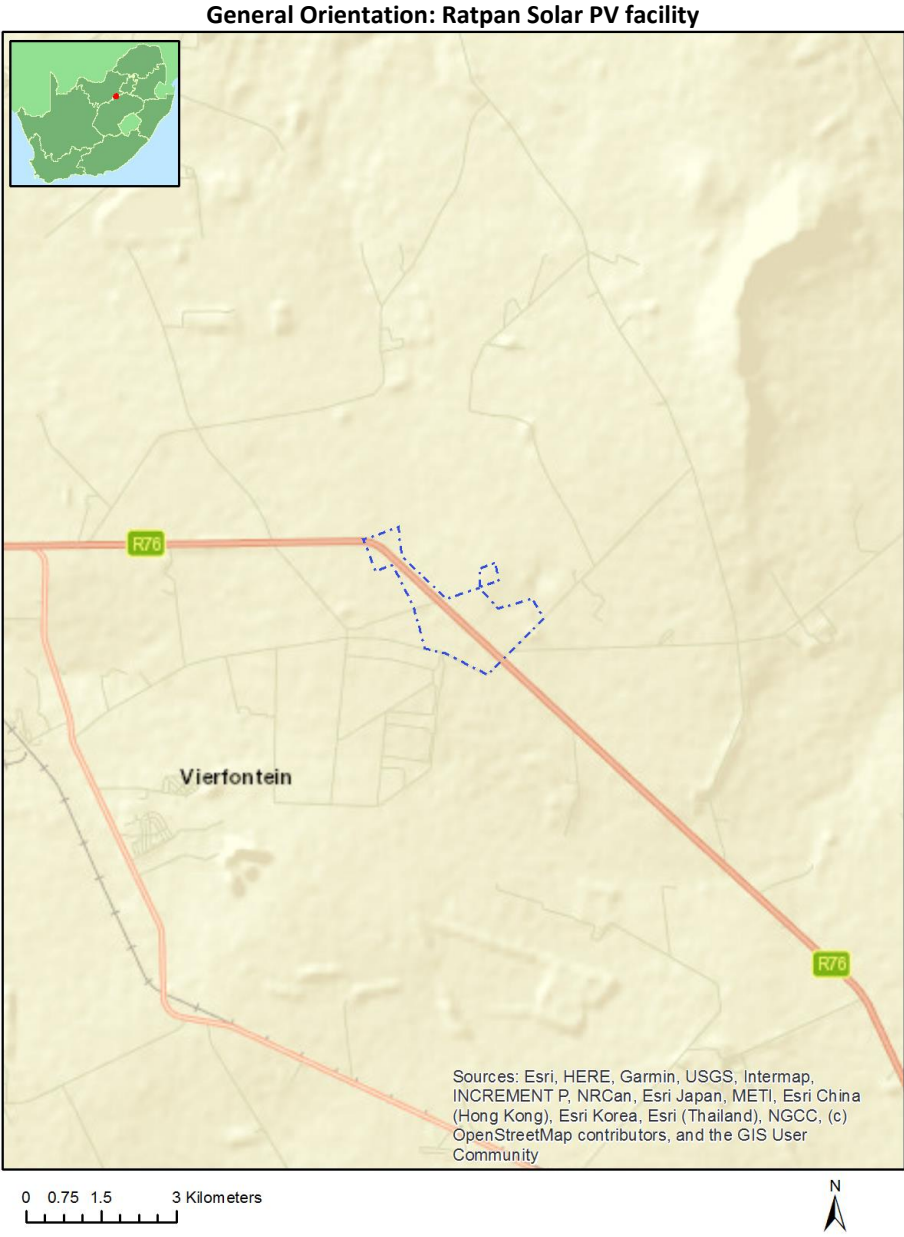 General Orientation: Ratpan Solar PV facility
R76
Vierfontein
R76
Sources: Esri, HERE, Garmin, USGS, Intermap,
INCREMENT P, NRCan, Esri Japan, METI, Esri China
(Hong Kong), Esri Korea, Esri (Thailand), NGCC, (c)
OpenStreetMap contributors, and the GIS User
Community
0 0.75 1.5 3 Kilometers
N